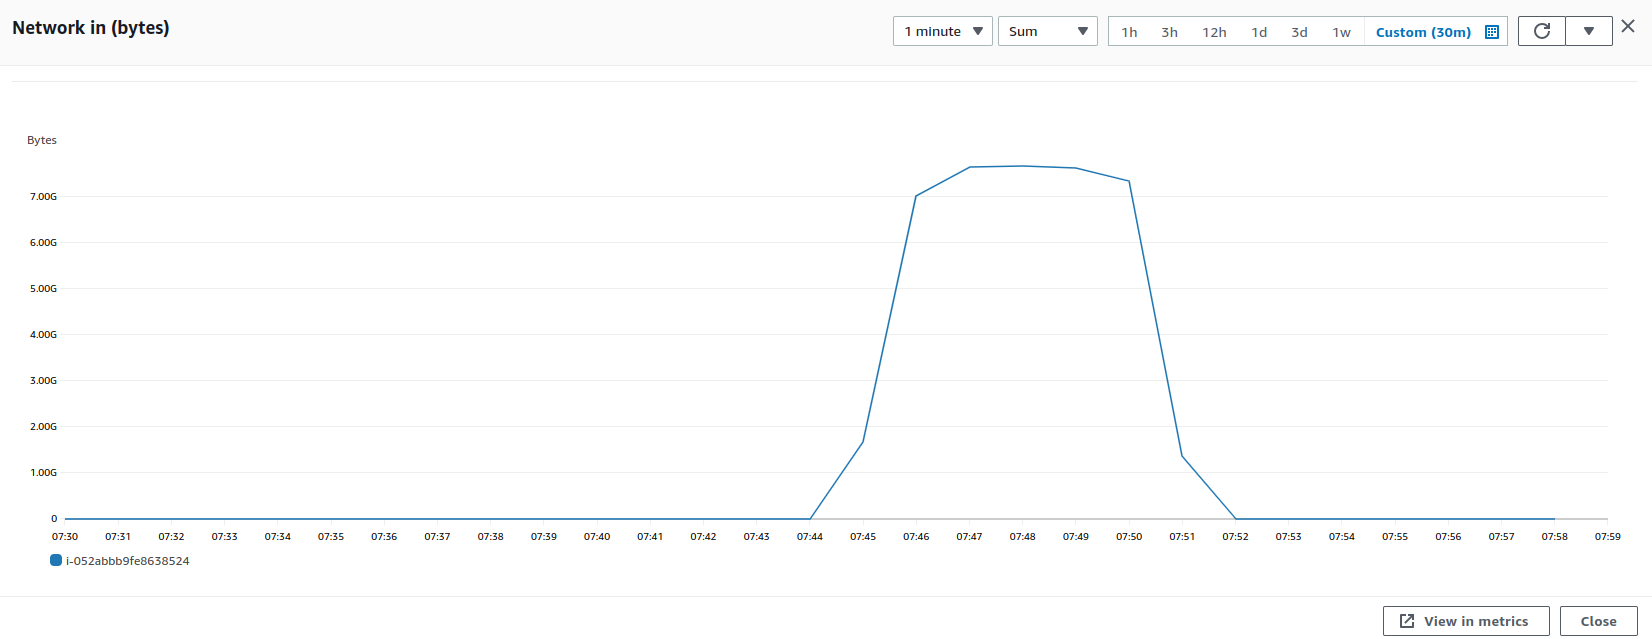 Network in (bytes)
1 minute Sum 1h 3h 12h 1d 3d 1w Custom (30m)
Bytes
7.00G
6.00G
5.00G
4.00G
3.00G
2.00G
1.00G
0
07:30 07:31 07:32 07:33 07:34 07:35 07:36 07:37 07:38 07:39 07:40 07:41 07:42 07:43 07:44 07:45 07:46 07:47 07:48 07:49 07:50 07:51 07:52 07:53 07:54 07:55 07:56 07:57 07:58 07:59
i-052abbb9fe8638524
View in metrics Close